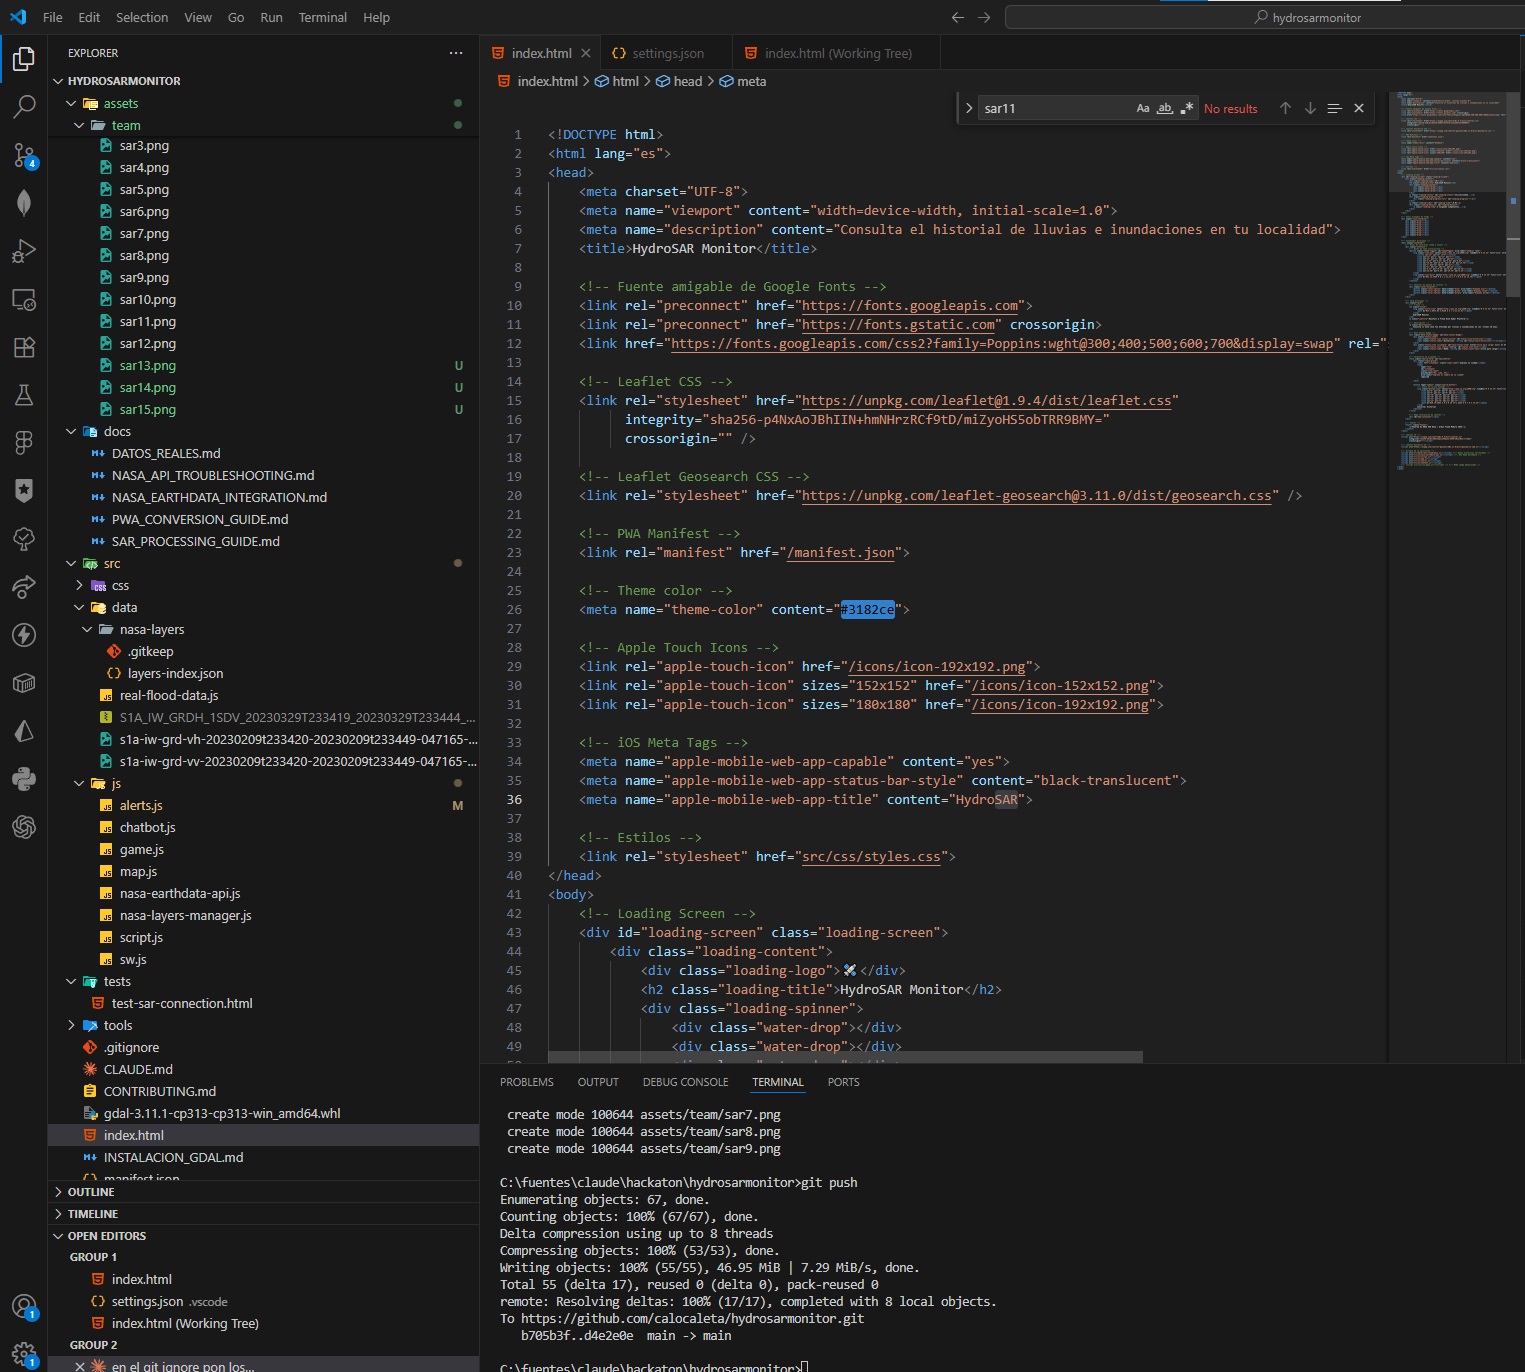 File Edit Selection View Go Run Terminal Help
hydrosarmonitor
EXPLORER
HYDROSARMONITOR
assets
team
sar3.png
sar4.png
sar5.png
sar6.png
sar7.png
sar8.png
sar9.png
sar10.png
sar11.png
sar12.png
sar13.png U
sar14.png U
sar15.png U
docs
DATOS_REALES.md
NASA_API_TROUBLESHOOTING.md
NASA_EARTHDATA_INTEGRATION.md
PWA_CONVERSION_GUIDE.md
SAR_PROCESSING_GUIDE.md
src
css
data
nasa-layers
.gitkeep
layers-index.json
real-flood-data.js
S1A_IW_GRDH_1SDV_20230329T233419_20230329T233444_...
s1a-iw-grd-vh-20230209t233420-20230209t233449-047165-...
s1a-iw-grd-vv-20230209t233420-20230209t233449-047165-...
js
alerts.js M
chatbot.js
game.js
map.js
nasa-earthdata-api.js
nasa-layers-manager.js
script.js
sw.js
tests
test-sar-connection.html
tools
.gitignore
CLAUDE.md
CONTRIBUTING.md
gdal-3.11.1-cp313-cp313-win_amd64.whl
index.html
INSTALACION_GDAL.md
manifest.json
OUTLINE
TIMELINE
OPEN EDITORS
GROUP 1
index.html
settings.json .vscode
index.html (Working Tree)
GROUP 2
en el git ignore pon los...
4
1
1
index.html settings.json index.html (Working Tree)
index.html > html > head > meta
sar11 Aa ab No results
1 <!DOCTYPE html>
2 <html lang="es">
3 <head>
4 <meta charset="UTF-8">
5 <meta name="viewport" content="width=device-width, initial-scale=1.0">
6 <meta name="description" content="Consulta el historial de lluvias e inundaciones en tu localidad">
7 <title>HydroSAR Monitor</title>
8
9 <!-- Fuente amigable de Google Fonts -->
10 <link rel="preconnect" href="https://fonts.googleapis.com">
11 <link rel="preconnect" href="https://fonts.gstatic.com" crossorigin>
12 <link href="https://fonts.googleapis.com/css2?family=Poppins:wght@300;400;500;600;700&display=swap" rel="
13
14 <!-- Leaflet CSS -->
15 <link rel="stylesheet" href="https://unpkg.com/leaflet@1.9.4/dist/leaflet.css"
16 integrity="sha256-p4NxAoJBhIIN+hmNHrzRCf9tD/miZyoHS5obTRR9BMY="
17 crossorigin="" />
18
19 <!-- Leaflet Geosearch CSS -->
20 <link rel="stylesheet" href="https://unpkg.com/leaflet-geosearch@3.11.0/dist/geosearch.css" />
21
22 <!-- PWA Manifest -->
23 <link rel="manifest" href="/manifest.json">
24
25 <!-- Theme color -->
26 <meta name="theme-color" content="#3182ce">
27
28 <!-- Apple Touch Icons -->
29 <link rel="apple-touch-icon" href="/icons/icon-192x192.png">
30 <link rel="apple-touch-icon" sizes="152x152" href="/icons/icon-152x152.png">
31 <link rel="apple-touch-icon" sizes="180x180" href="/icons/icon-192x192.png">
32
33 <!-- iOS Meta Tags -->
34 <meta name="apple-mobile-web-app-capable" content="yes">
35 <meta name="apple-mobile-web-app-status-bar-style" content="black-translucent">
36 <meta name="apple-mobile-web-app-title" content="HydroSAR">
37
38 <!-- Estilos -->
39 <link rel="stylesheet" href="src/css/styles.css">
40 </head>
41 <body>
42 <!-- Loading Screen -->
43 <div id="loading-screen" class="loading-screen">
44 <div class="loading-content">
45 <div class="loading-logo">🛰️</div>
46 <h2 class="loading-title">HydroSAR Monitor</h2>
47 <div class="loading-spinner">
48 <div class="water-drop"></div>
49 <div class="water-drop"></div>
PROBLEMS OUTPUT DEBUG CONSOLE TERMINAL PORTS
create mode 100644 assets/team/sar7.png
create mode 100644 assets/team/sar8.png
create mode 100644 assets/team/sar9.png
C:\fuentes\claude\hackaton\hydrosarmonitor>git push
Enumerating objects: 67, done.
Counting objects: 100% (67/67), done.
Delta compression using up to 8 threads
Compressing objects: 100% (53/53), done.
Writing objects: 100% (55/55), 46.95 MiB | 7.29 MiB/s, done.
Total 55 (delta 17), reused 0 (delta 0), pack-reused 0
remote: Resolving deltas: 100% (17/17), completed with 8 local objects.
To https://github.com/calocaleta/hydrosarmonitor.git
b705b3f..d4e2e0e main -> main
C:\fuentes\claude\hackaton\hydrosarmonitor>